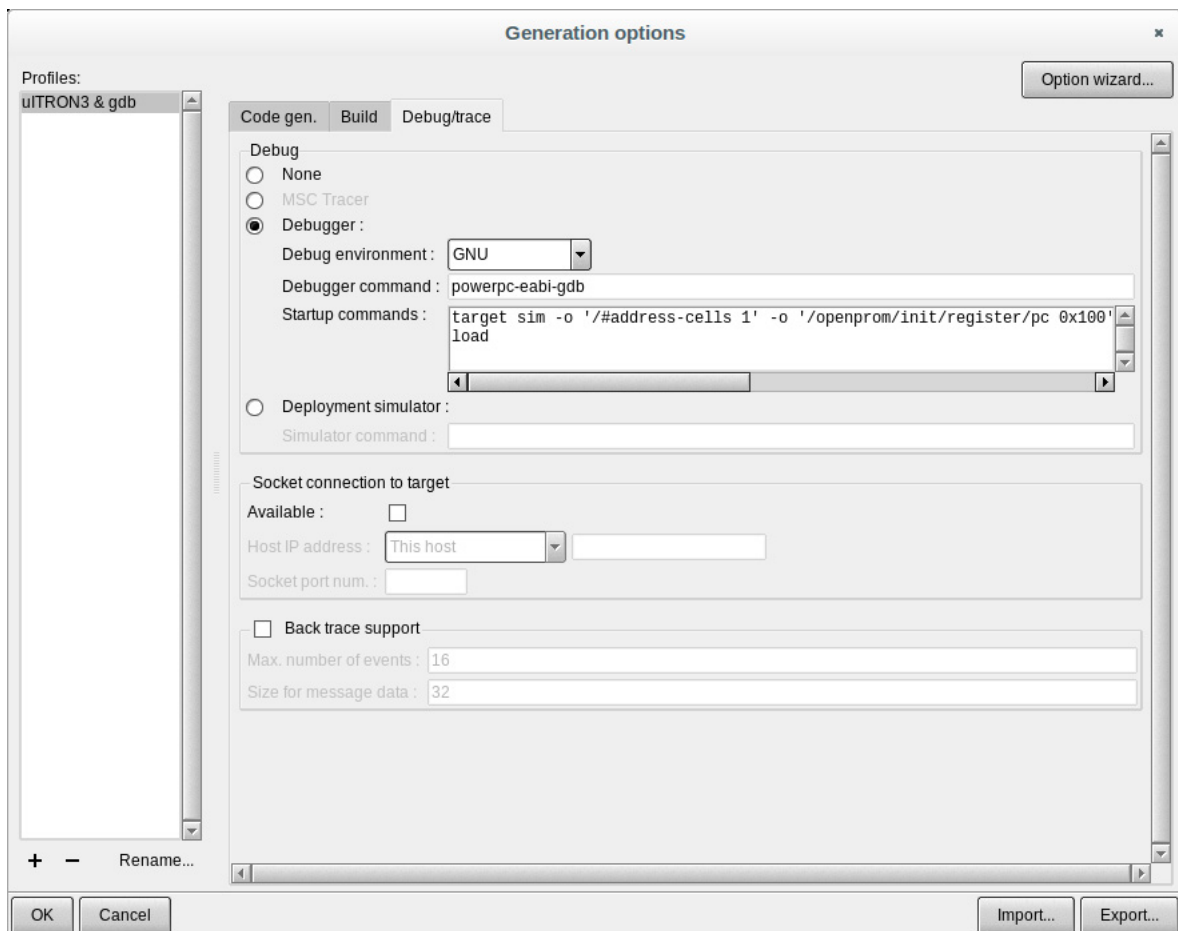 Generation options
Profiles:
Option wizard...
uITRON3 & gdb
Code gen. Build Debug/trace
Debug
None
MSC Tracer
Debugger :
Debug environment : GNU
Debugger command : powerpc-eabi-gdb
Startup commands : target sim -o '/#address-cells 1' -o '/openprom/init/register/pc 0x100'
load
Deployment simulator :
Simulator command :
Socket connection to target
Available :
Host IP address : This host
Socket port num. :
Back trace support
Max. number of events : 16
Size for message data : 32
+ − Rename...
OK Cancel Import... Export...